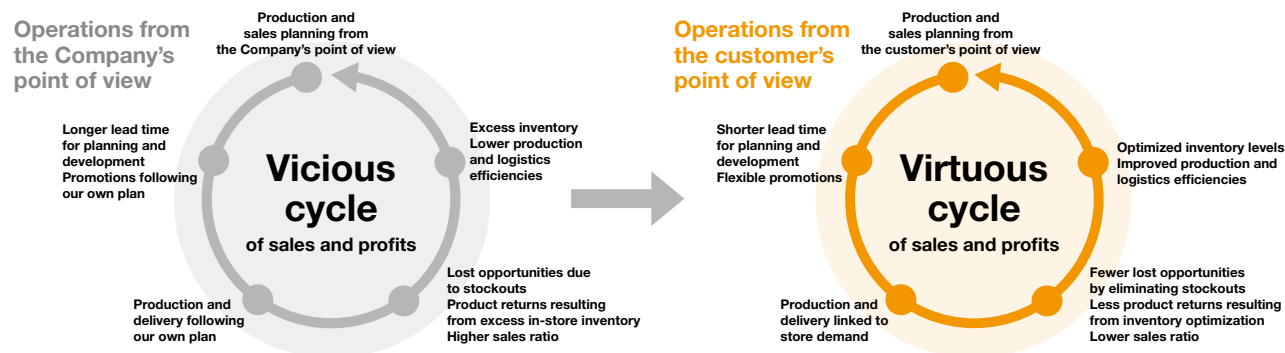 Operations from
the Company's
point of view
Production and
sales planning from
the Company's point of view
Longer lead time
for planning and
development
Promotions following
our own plan
Excess inventory
Lower production
and logistics
efficiencies
Vicious
cycle
of sales and profits
Production and
delivery following
our own plan
Lost opportunities due
to stockouts
Product returns resulting
from excess in-store inventory
Higher sales ratio
Operations from
the customer's
point of view
Production and
sales planning from
the customer's point of view
Shorter lead time
for planning and
development
Flexible promotions
Optimized inventory levels
Improved production and
logistics efficiencies
Virtuous
cycle
of sales and profits
Production and
delivery linked to
store demand
Fewer lost opportunities
by eliminating stockouts
Less product returns resulting
from inventory optimization
Lower sales ratio